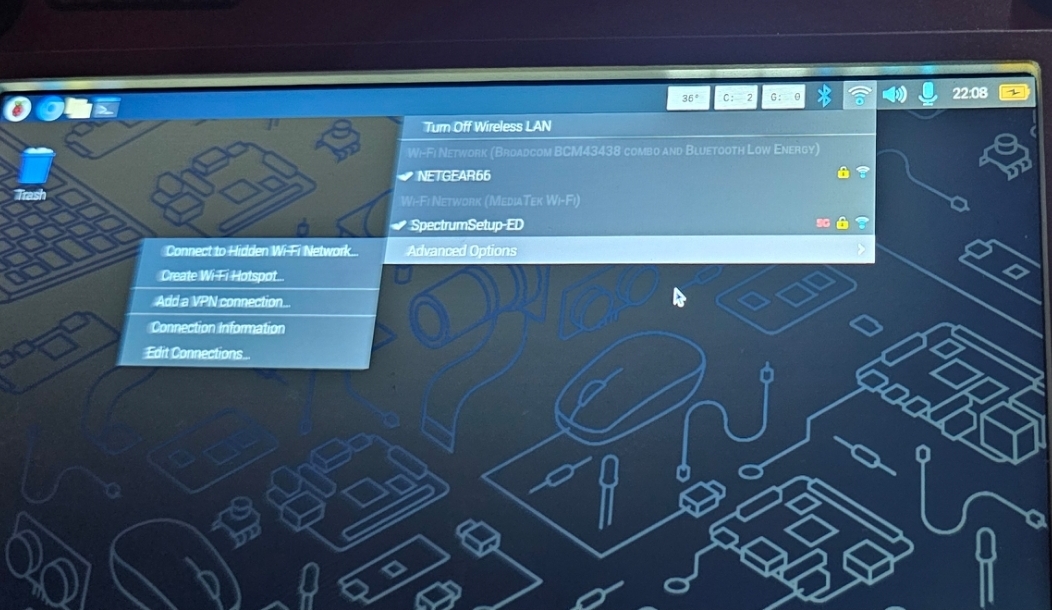 36° C: 2 G: 0 22:08
Trash
Turn Off Wireless LAN
Wi-Fi Network (Broadcom BCM43438 combo and Bluetooth Low Energy)
NETGEAR66
Wi-Fi Network (MediaTek Wi-Fi)
SpectrumSetup-ED 5G
Advanced Options
Connect to Hidden Wi-Fi Network...
Create Wi-Fi Hotspot...
Add a VPN connection...
Connection Information
Edit Connections...